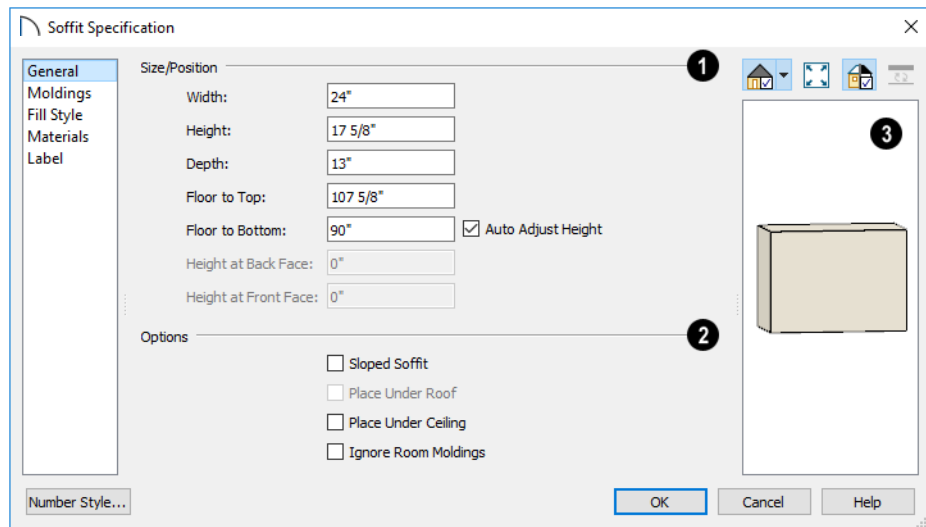 Soffit Specification
General
Moldings
Fill Style
Materials
Label
Size/Position
1
Width: 24"
Height: 17 5/8"
Depth: 13"
Floor to Top: 107 5/8"
Floor to Bottom: 90" Auto Adjust Height
Height at Back Face: 0"
Height at Front Face: 0"
Options
2
Sloped Soffit
Place Under Roof
Place Under Ceiling
Ignore Room Moldings
3
Number Style... OK Cancel Help